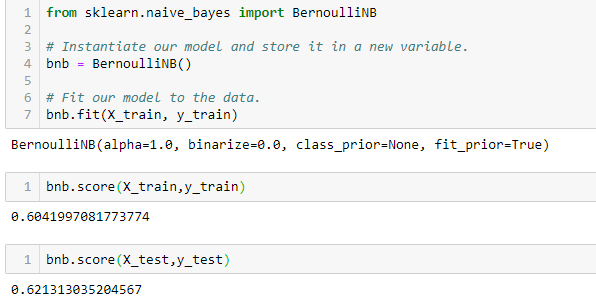 1 from sklearn.naive_bayes import BernoulliNB
2
3 # Instantiate our model and store it in a new variable.
4 bnb = BernoulliNB()
5
6 # Fit our model to the data.
7 bnb.fit(X_train, y_train)
BernoulliNB(alpha=1.0, binarize=0.0, class_prior=None, fit_prior=True)
1 bnb.score(X_train,y_train)
0.6041997081773774
1 bnb.score(X_test,y_test)
0.621313035204567